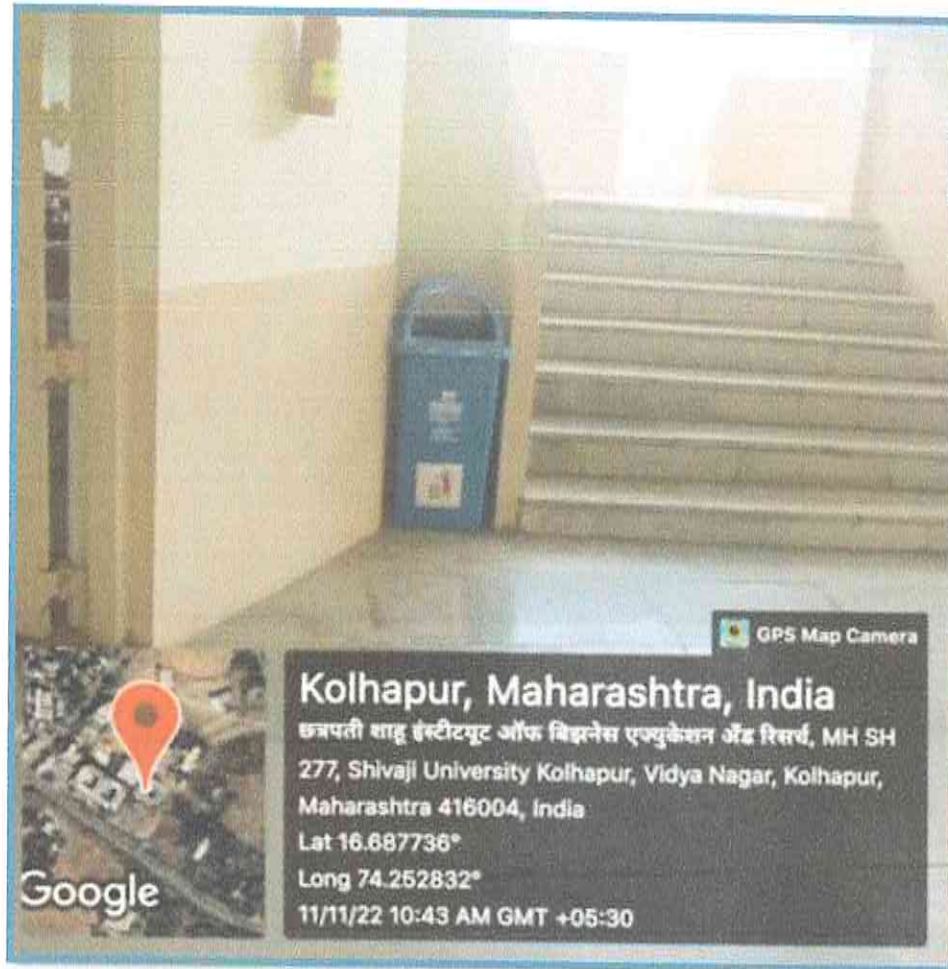 GPS Map Camera
Kolhapur, Maharashtra, India
छत्रपती शाहू इंस्टीटयूट ऑफ बिझनेस एज्युकेशन अँड रिसर्च, MH SH
277, Shivaji University Kolhapur, Vidya Nagar, Kolhapur,
Maharashtra 416004, India
Lat 16.687736°
Long 74.252832°
11/11/22 10:43 AM GMT +05:30
Google